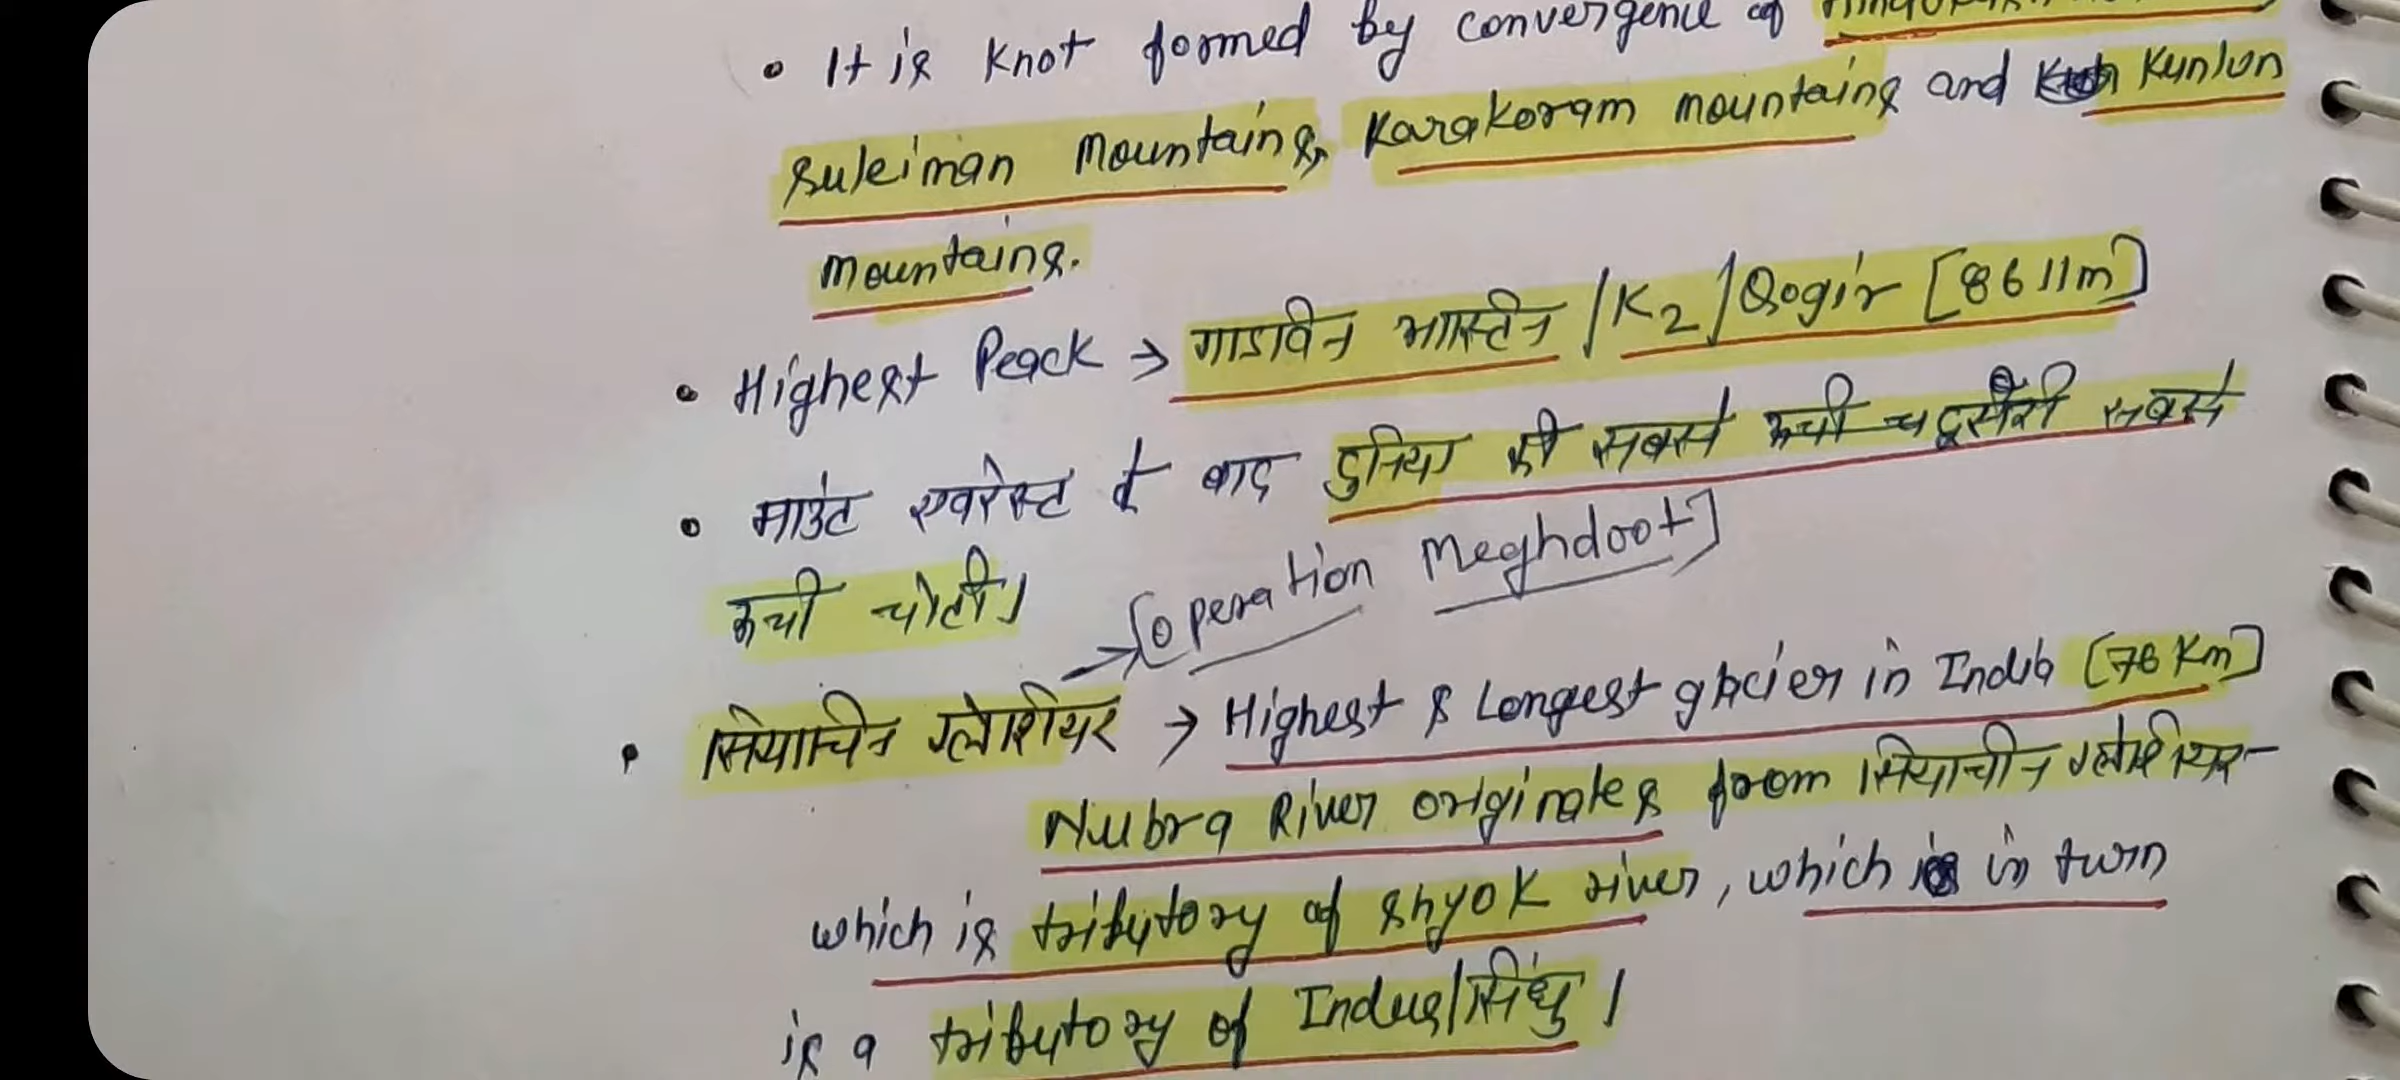 • It is Knot formed by convergence of
Suleiman Mountains, Karakoram mountains and Kunlun
Mountains.
• Highest Peack → गाडविन आस्टिन / K2 / Qogir [8611m]
• माउंट एवरेस्ट के बाद दुनिया की सबसे ऊंची च दूसरी सबसे
ऊंची चोटी।
→ [Operation Meghdoot]
• सियाचिन ग्लेशियर → Highest & Longest glacier in India [76 Km]
Nubra River originates from सियाचीन ग्लेशियर-
which is tributory of Shyok river, which is in turn
is a tributory of Indus/सिंधु।